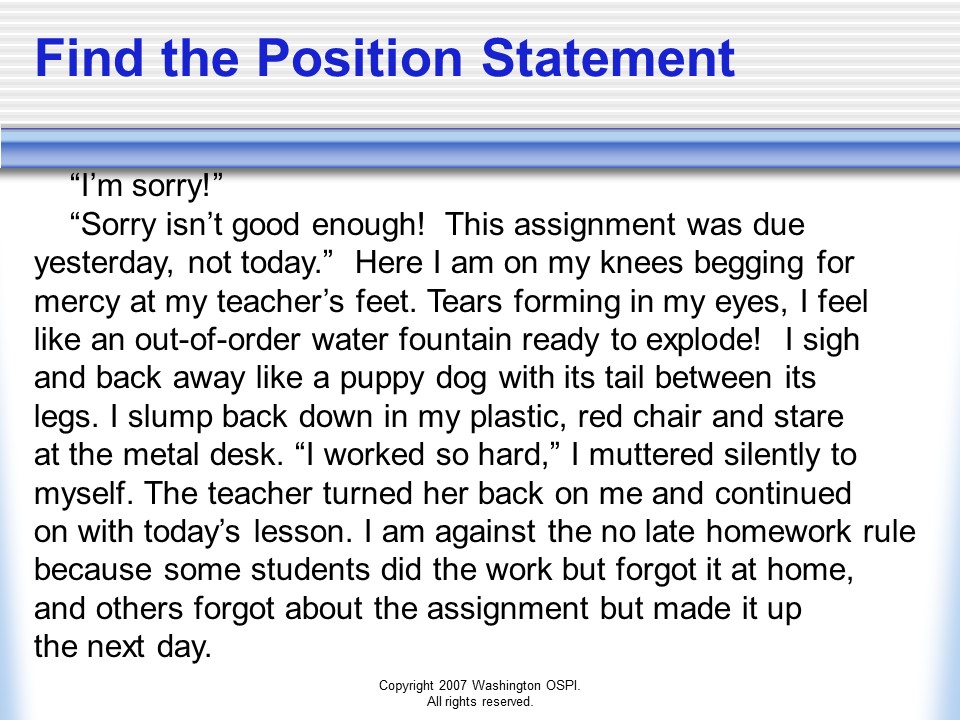 Find the Position Statement
“I’m sorry!”
“Sorry isn’t good enough!  This assignment was due
yesterday, not today.”  Here I am on my knees begging for
mercy at my teacher’s feet. Tears forming in my eyes, I feel
like an out-of-order water fountain ready to explode!  I sigh
and back away like a puppy dog with its tail between its
legs. I slump back down in my plastic, red chair and stare
at the metal desk. “I worked so hard,” I muttered silently to
myself. The teacher turned her back on me and continued
on with today’s lesson. I am against the no late homework rule
because some students did the work but forgot it at home,
and others forgot about the assignment but made it up
the next day.
Copyright 2007 Washington OSPI.
All rights reserved.